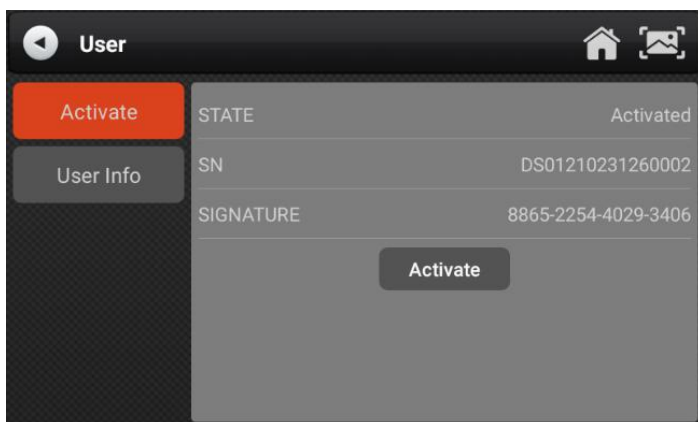 User
Activate
User Info
STATE Activated
SN DS01210231260002
SIGNATURE 8865-2254-4029-3406
Activate